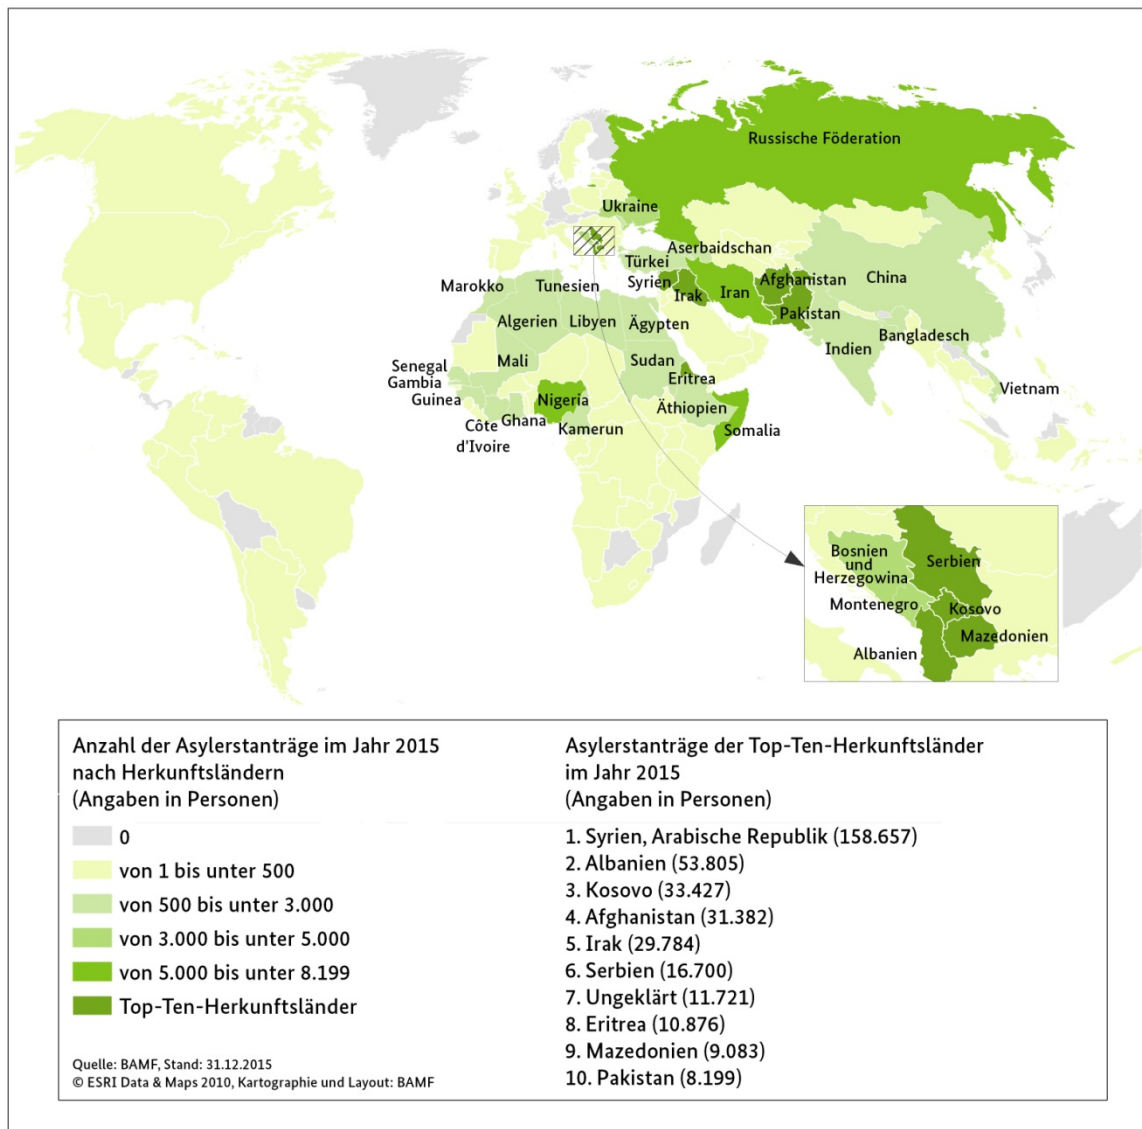 Russische Föderation
Ukraine
Aserbaidschan
Türkei
Syrien
Afghanistan
China
Marokko
Tunesien
Irak
Iran
Pakistan
Algerien
Libyen
Ägypten
Bangladesch
Indien
Mali
Sudan
Senegal
Gambia
Guinea
Eritrea
Vietnam
Nigeria
Äthiopien
Ghana
Côte
d'Ivoire
Kamerun
Somalia
Bosnien
und
Herzegowina
Serbien
Montenegro
Kosovo
Mazedonien
Albanien
Anzahl der Asylerstanträge im Jahr 2015
nach Herkunftsländern
(Angaben in Personen)
0
von 1 bis unter 500
von 500 bis unter 3.000
von 3.000 bis unter 5.000
von 5.000 bis unter 8.199
Top-Ten-Herkunftsländer
Quelle: BAMF, Stand: 31.12.2015
© ESRI Data & Maps 2010, Kartographie und Layout: BAMF
Asylerstanträge der Top-Ten-Herkunftsländer
im Jahr 2015
(Angaben in Personen)
1. Syrien, Arabische Republik (158.657)
2. Albanien (53.805)
3. Kosovo (33.427)
4. Afghanistan (31.382)
5. Irak (29.784)
6. Serbien (16.700)
7. Ungeklärt (11.721)
8. Eritrea (10.876)
9. Mazedonien (9.083)
10. Pakistan (8.199)